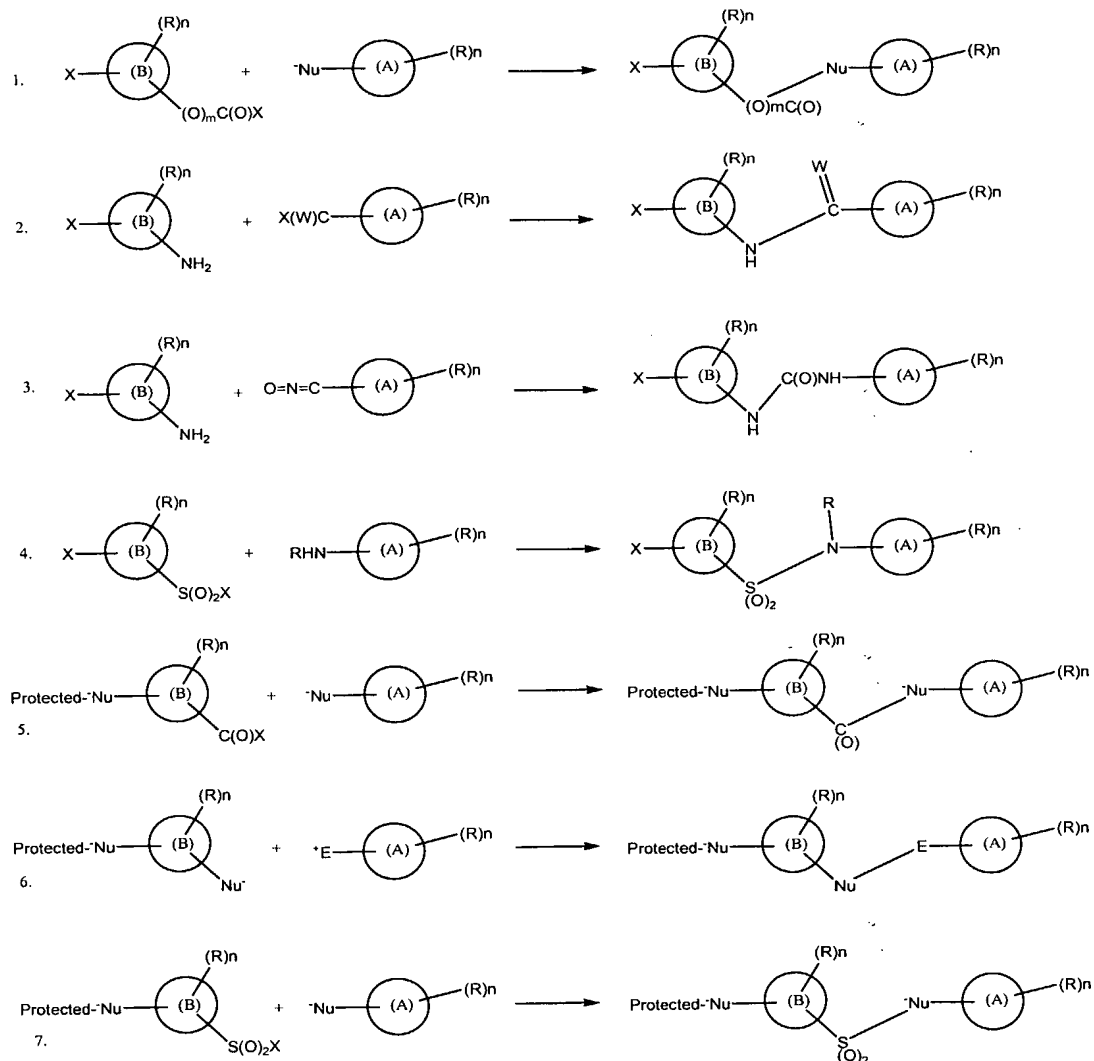 (R)n (R)n
1. X (B) + ⁻Nu (A) (R)n X (B) Nu (A) (R)n
(O)mC(O)X (O)mC(O)
(R)n (R)n W
2. X (B) + X(W)C (A) (R)n X (B) C (A) (R)n
NH2 N
H
(R)n (R)n
3. X (B) + O=N=C (A) (R)n X (B) C(O)NH (A) (R)n
NH2 N
H
(R)n (R)n R
4. X (B) + RHN (A) (R)n X (B) N (A) (R)n
S(O)2X S
(O)2
(R)n (R)n
Protected-⁻Nu (B) + ⁻Nu (A) (R)n Protected-⁻Nu (B) ⁻Nu (A) (R)n
5. C(O)X C
(O)
(R)n (R)n
Protected-⁻Nu (B) + ⁺E (A) (R)n Protected-⁻Nu (B) E (A) (R)n
6. Nu⁻ Nu
(R)n (R)n
Protected-⁻Nu (B) + ⁻Nu (A) (R)n Protected-⁻Nu (B) ⁻Nu (A) (R)n
7. S(O)2X S
(O)2